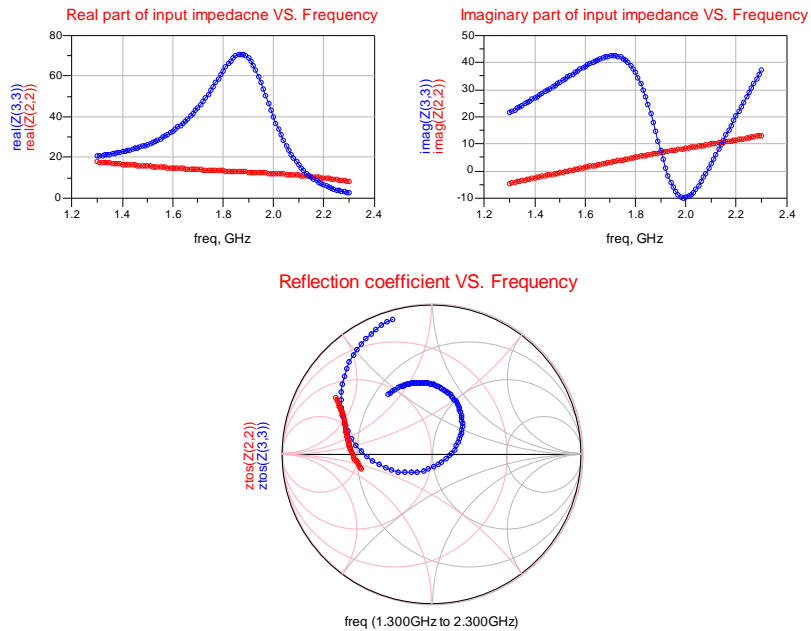 Real part of input impedacne VS. Frequency
80
60
40
20
0
1.2 1.4 1.6 1.8 2.0 2.2 2.4
freq, GHz
real(Z(3,3))
real(Z(2,2))
Imaginary part of input impedance VS. Frequency
50
40
30
20
10
0
-10
1.2 1.4 1.6 1.8 2.0 2.2 2.4
freq, GHz
imag(Z(3,3))
imag(Z(2,2))
Reflection coefficient VS. Frequency
ztos(Z(2,2))
ztos(Z(3,3))
freq (1.300GHz to 2.300GHz)